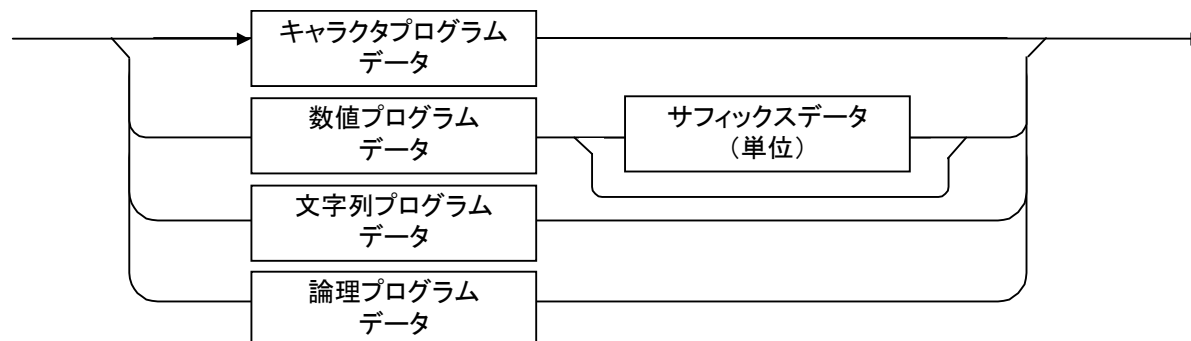 キャラクタプログラム
データ
数値プログラム
データ
サフィックスデータ
（単位）
文字列プログラム
データ
論理プログラム
データ